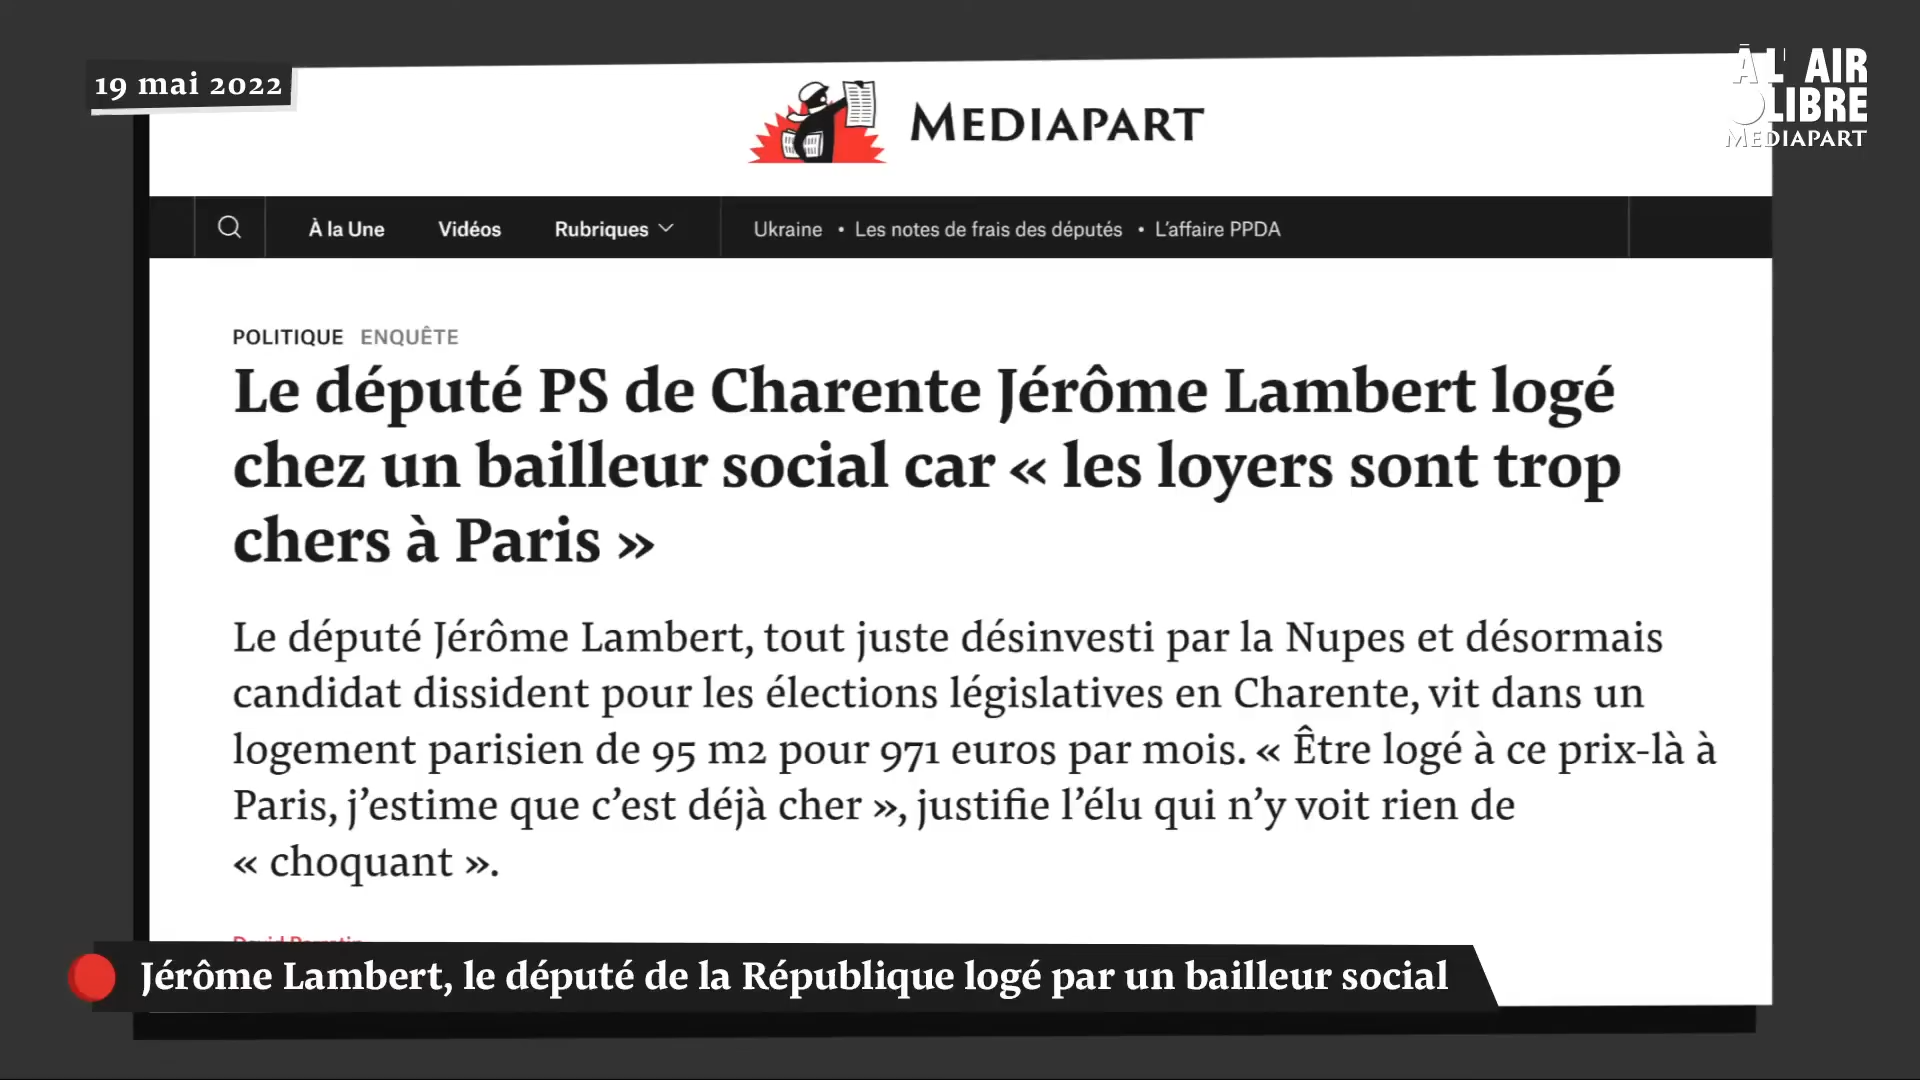 19 mai 2022
À L'AIR
LIBRE
MEDIAPART
MEDIAPART
À la Une
Vidéos
Rubriques
Ukraine • Les notes de frais des députés • L’affaire PPDA
POLITIQUE ENQUÊTE
Le député PS de Charente Jérôme Lambert logé
chez un bailleur social car « les loyers sont trop
chers à Paris »
Le député Jérôme Lambert, tout juste désinvesti par la Nupes et désormais
candidat dissident pour les élections législatives en Charente, vit dans un
logement parisien de 95 m2 pour 971 euros par mois. « Être logé à ce prix-là à
Paris, j’estime que c’est déjà cher », justifie l’élu qui n’y voit rien de
« choquant ».
Jérôme Lambert, le député de la République logé par un bailleur social